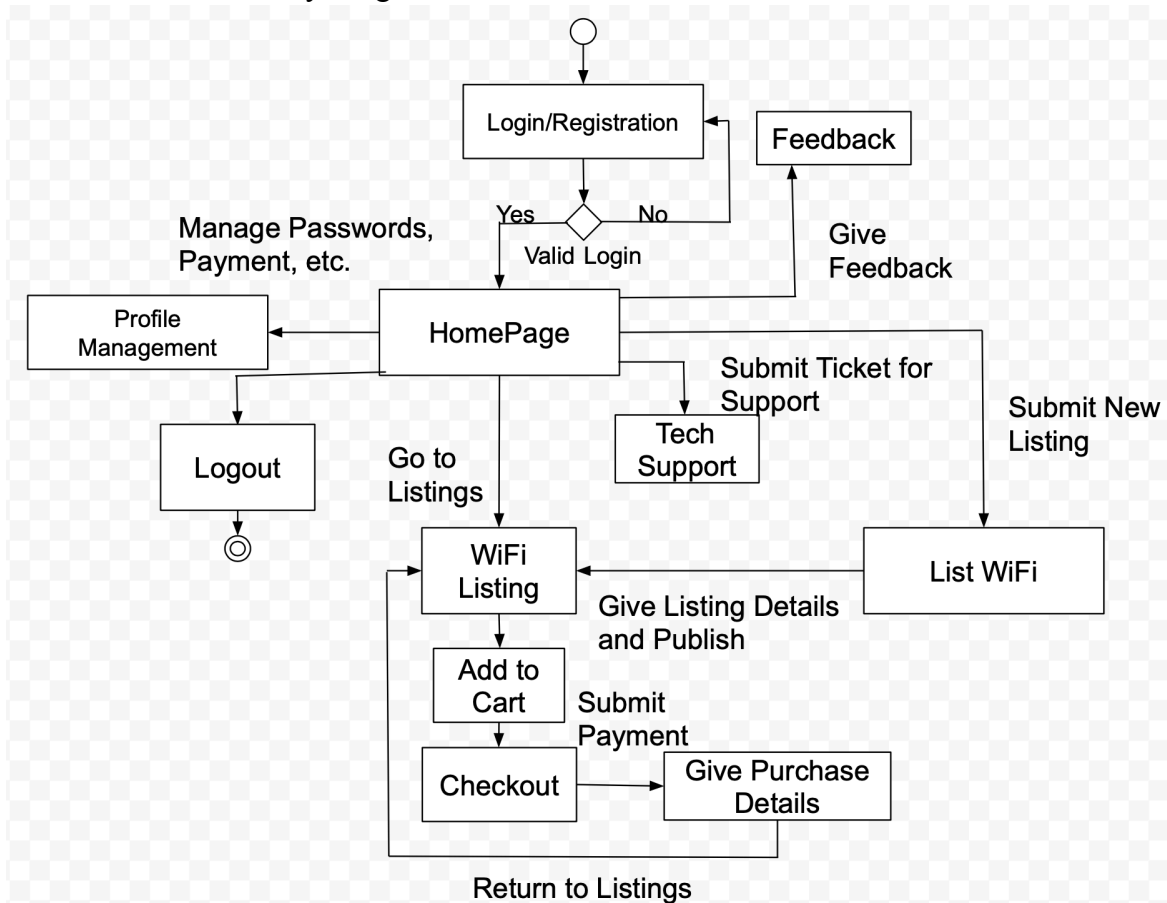 Login/Registration
Feedback
Yes
No
Valid Login
Manage Passwords,
Payment, etc.
Give
Feedback
Profile
Management
HomePage
Submit Ticket for
Support
Submit New
Listing
Logout
Tech
Support
Go to
Listings
WiFi
Listing
List WiFi
Give Listing Details
and Publish
Add to
Cart
Submit
Payment
Checkout
Give Purchase
Details
Return to Listings